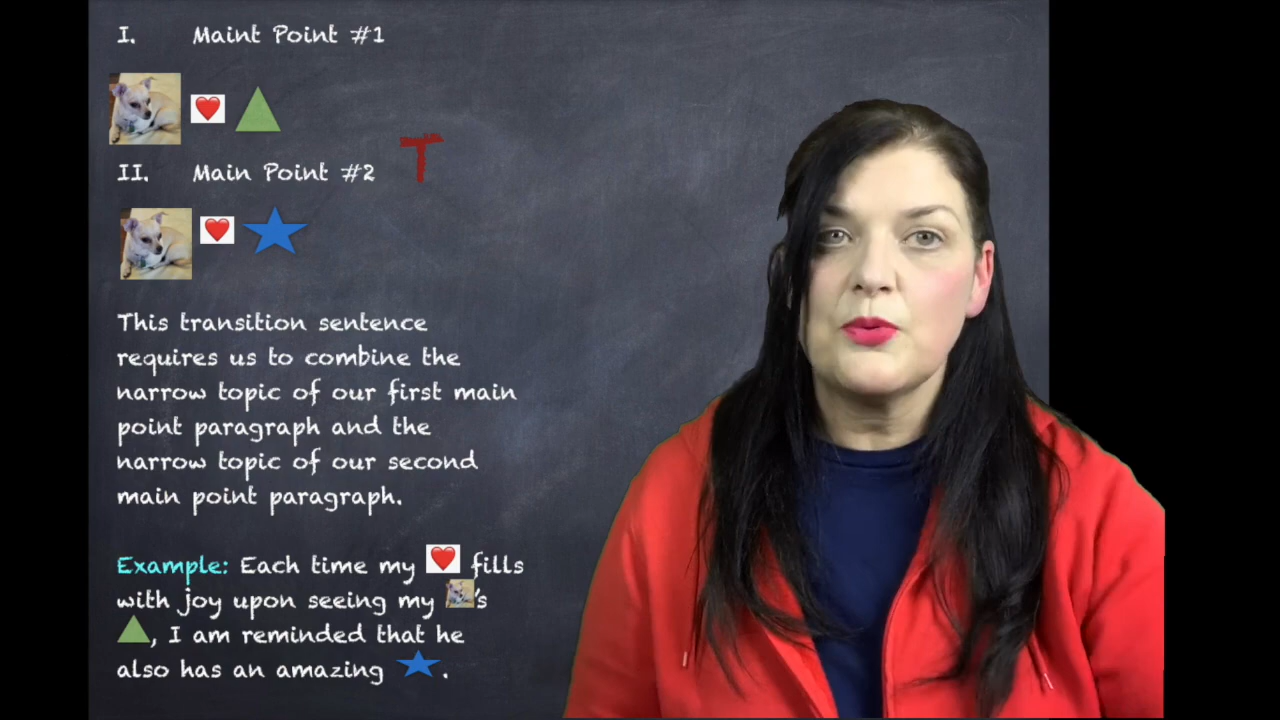 I. Maint Point #1
T
II. Main Point #2
This transition sentence
requires us to combine the
narrow topic of our first main
point paragraph and the
narrow topic of our second
main point paragraph.
Example: Each time my ❤️ fills
with joy upon seeing my 's
, I am reminded that he
also has an amazing .